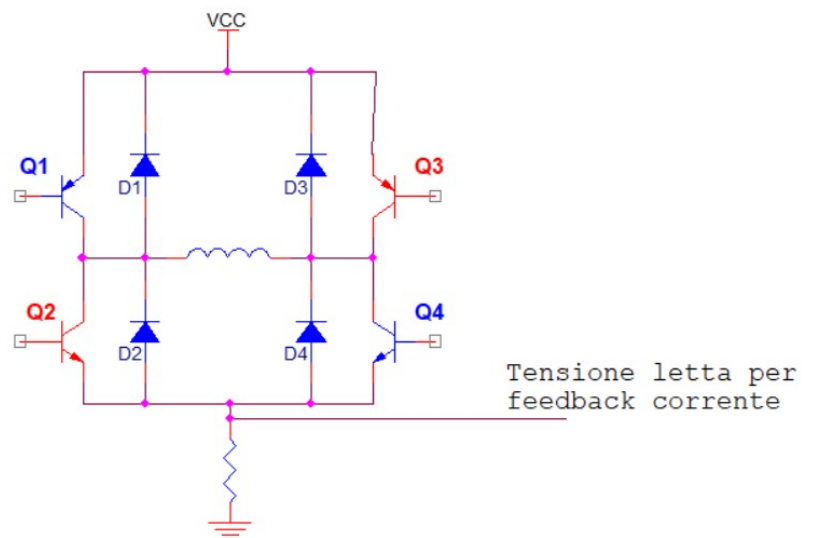 VCC
Q1
D1
D3
Q3
Q2
D2
D4
Q4
Tensione letta per
feedback corrente